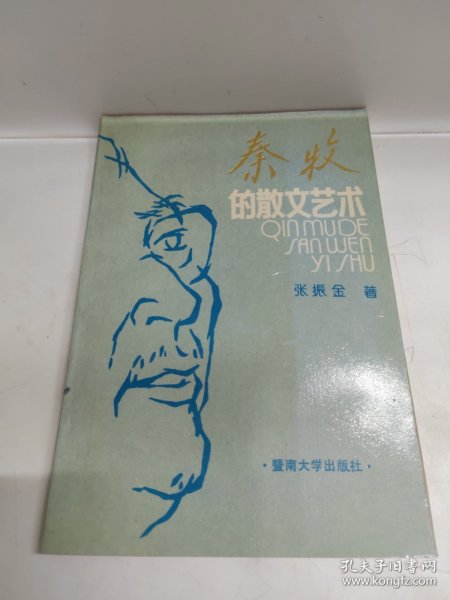 秦牧
的散文艺术
QIN MU DE
SAN WEN
YI SHU
张振金 著
·暨南大学出版社·
孔夫子旧书网
www.kongfz.com